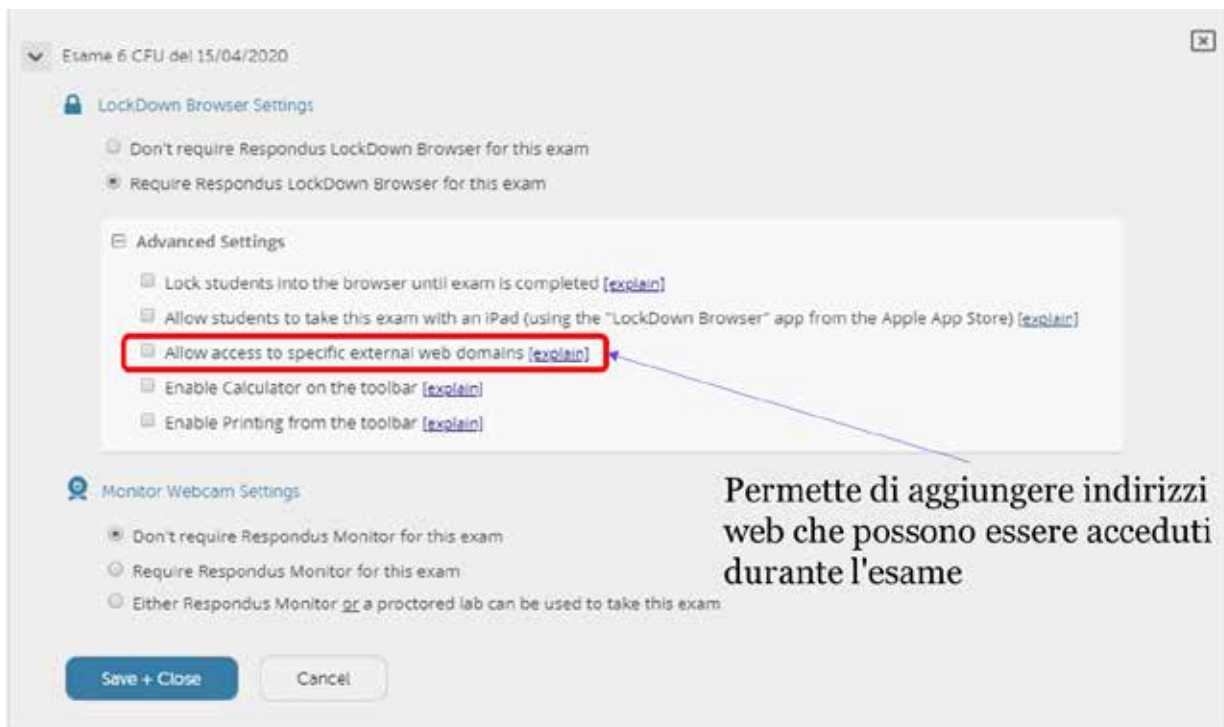 Esame 6 CFU del 15/04/2020
LockDown Browser Settings
Don't require Respondus LockDown Browser for this exam
Require Respondus LockDown Browser for this exam
Advanced Settings
Lock students into the browser until exam is completed [explain]
Allow students to take this exam with an iPad (using the "LockDown Browser" app from the Apple App Store) [explain]
Allow access to specific external web domains [explain]
Enable Calculator on the toolbar [explain]
Enable Printing from the toolbar [explain]
Monitor Webcam Settings
Don't require Respondus Monitor for this exam
Require Respondus Monitor for this exam
Either Respondus Monitor or a proctored lab can be used to take this exam
Permette di aggiungere indirizzi
web che possono essere acceduti
durante l'esame
Save + Close
Cancel